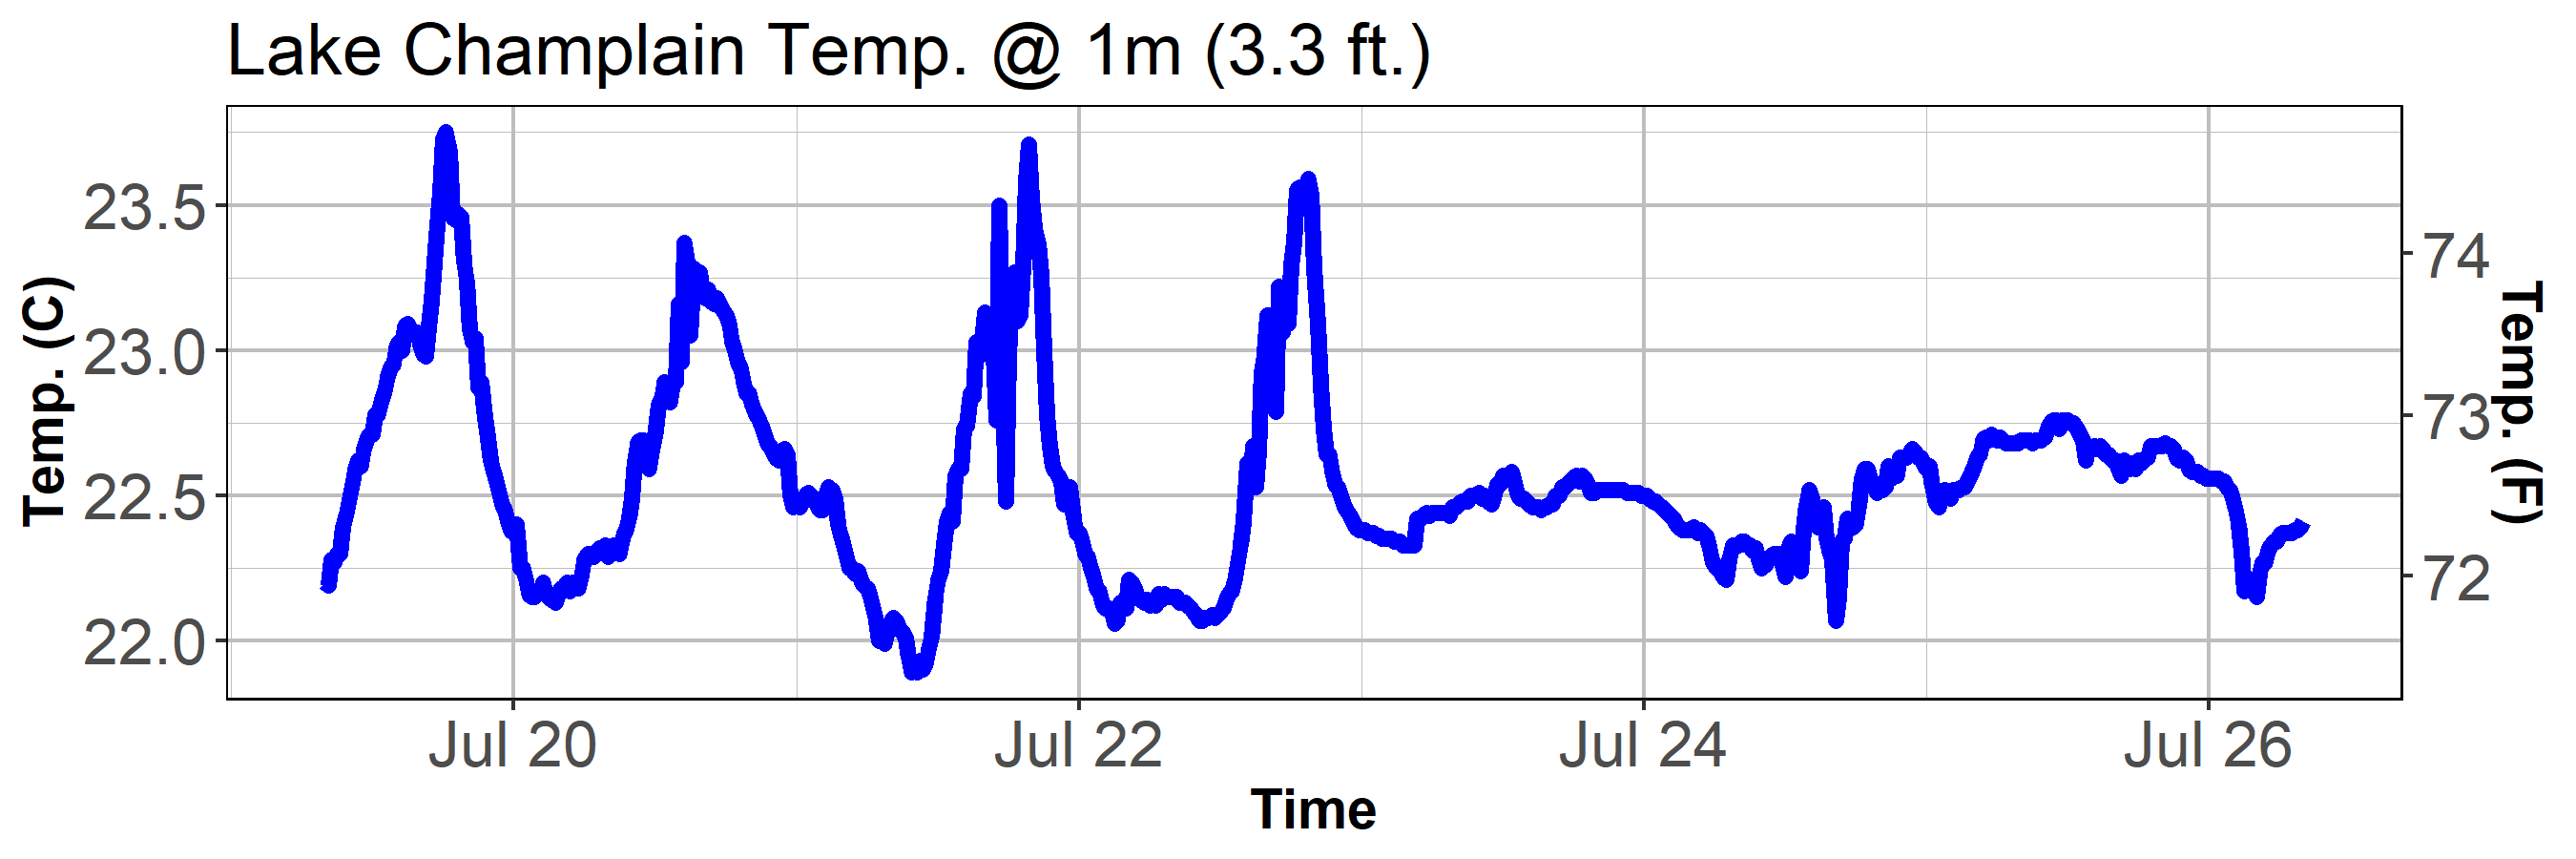 Lake Champlain Temp. @ 1m (3.3 ft.)
Temp. (C)
23.5
23.0
22.5
22.0
74
73
72
Temp. (F)
Jul 20
Jul 22
Jul 24
Jul 26
Time